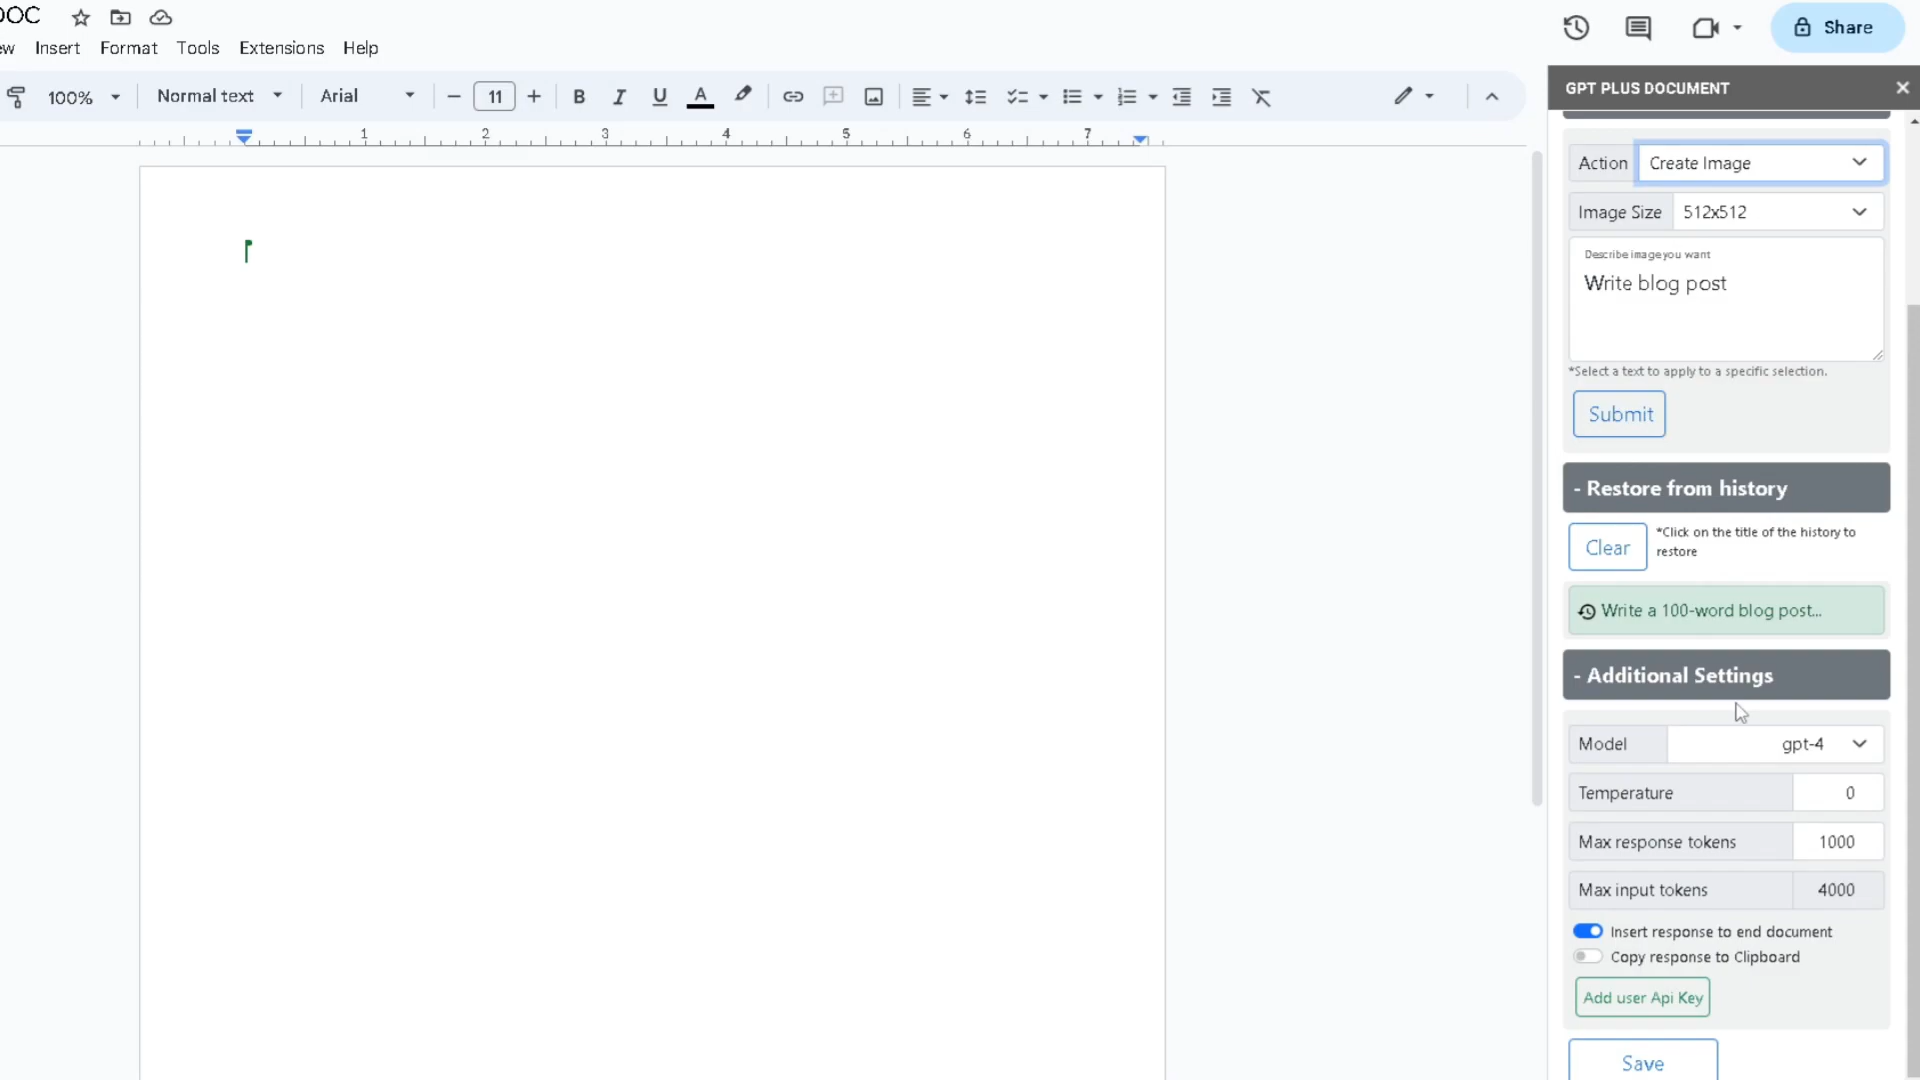 DOC
ew Insert Format Tools Extensions Help
Share
100% Normal text Arial 11
1 2 3 4 5 6 7
GPT PLUS DOCUMENT
Action Create Image
Image Size 512x512
Describe image you want
Write blog post
*Select a text to apply to a specific selection.
Submit
- Restore from history
Clear
*Click on the title of the history to
restore
Write a 100-word blog post...
- Additional Settings
Model gpt-4
Temperature 0
Max response tokens 1000
Max input tokens 4000
Insert response to end document
Copy response to Clipboard
Add user Api Key
Save